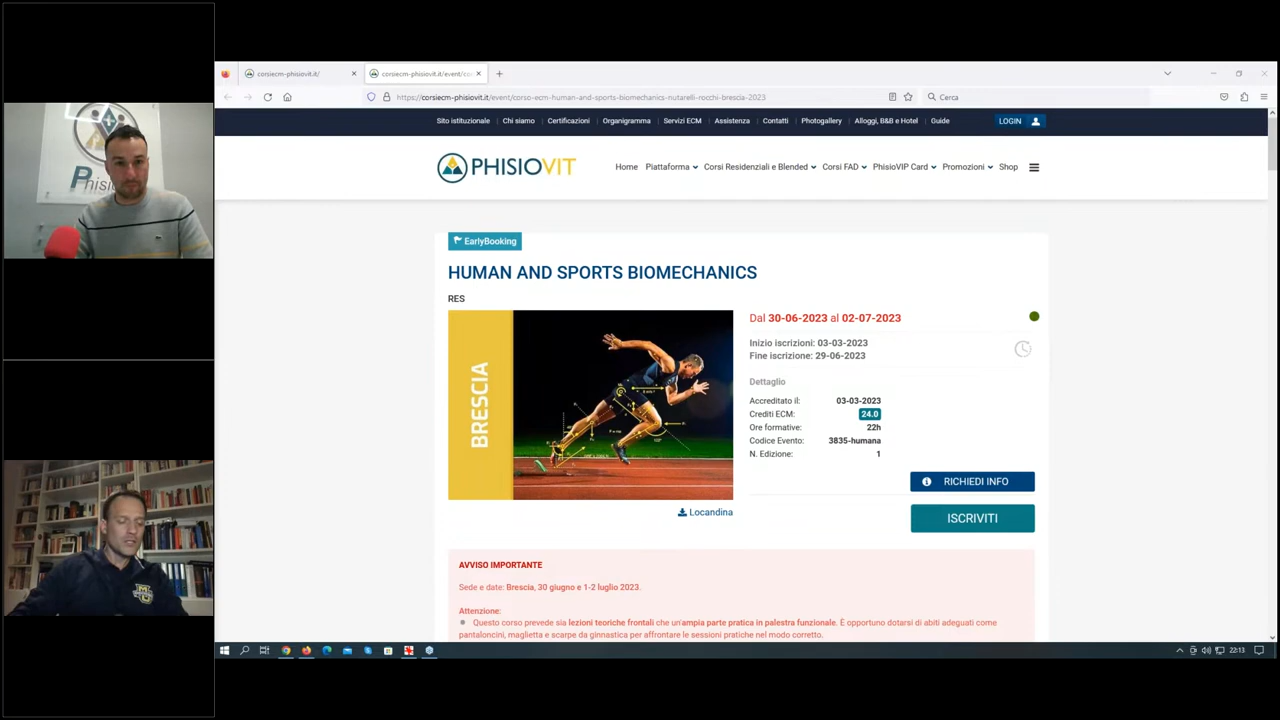 corsiecm-phisiovit.it/
corsiecm-phisiovit.it/event/co
https://corsiecm-phisiovit.it/event/corso-ecm-human-and-sports-biomechanics-nutarelli-rocchi-brescia-2023
Cerca
Sito istituzionale | Chi siamo | Certificazioni | Organigramma | Servizi ECM | Assistenza | Contatti | Photogallery | Alloggi, B&B e Hotel | Guide
LOGIN
PHISIOVIT
Home Piattaforma Corsi Residenziali e Blended Corsi FAD PhisioVIP Card Promozioni Shop
EarlyBooking
HUMAN AND SPORTS BIOMECHANICS
RES
BRESCIA
Locandina
Dal 30-06-2023 al 02-07-2023
Inizio iscrizioni: 03-03-2023
Fine iscrizione: 29-06-2023
Dettaglio
Accreditato il: 03-03-2023
Crediti ECM: 24.0
Ore formative: 22h
Codice Evento: 3835-humana
N. Edizione: 1
RICHIEDI INFO
ISCRIVITI
AVVISO IMPORTANTE
Sede e date: Brescia, 30 giugno e 1-2 luglio 2023.
Attenzione:
Questo corso prevede sia lezioni teoriche frontali che un'ampia parte pratica in palestra funzionale. È opportuno dotarsi di abiti adeguati come
pantaloncini, maglietta e scarpe da ginnastica per affrontare le sessioni pratiche nel modo corretto.
22:13